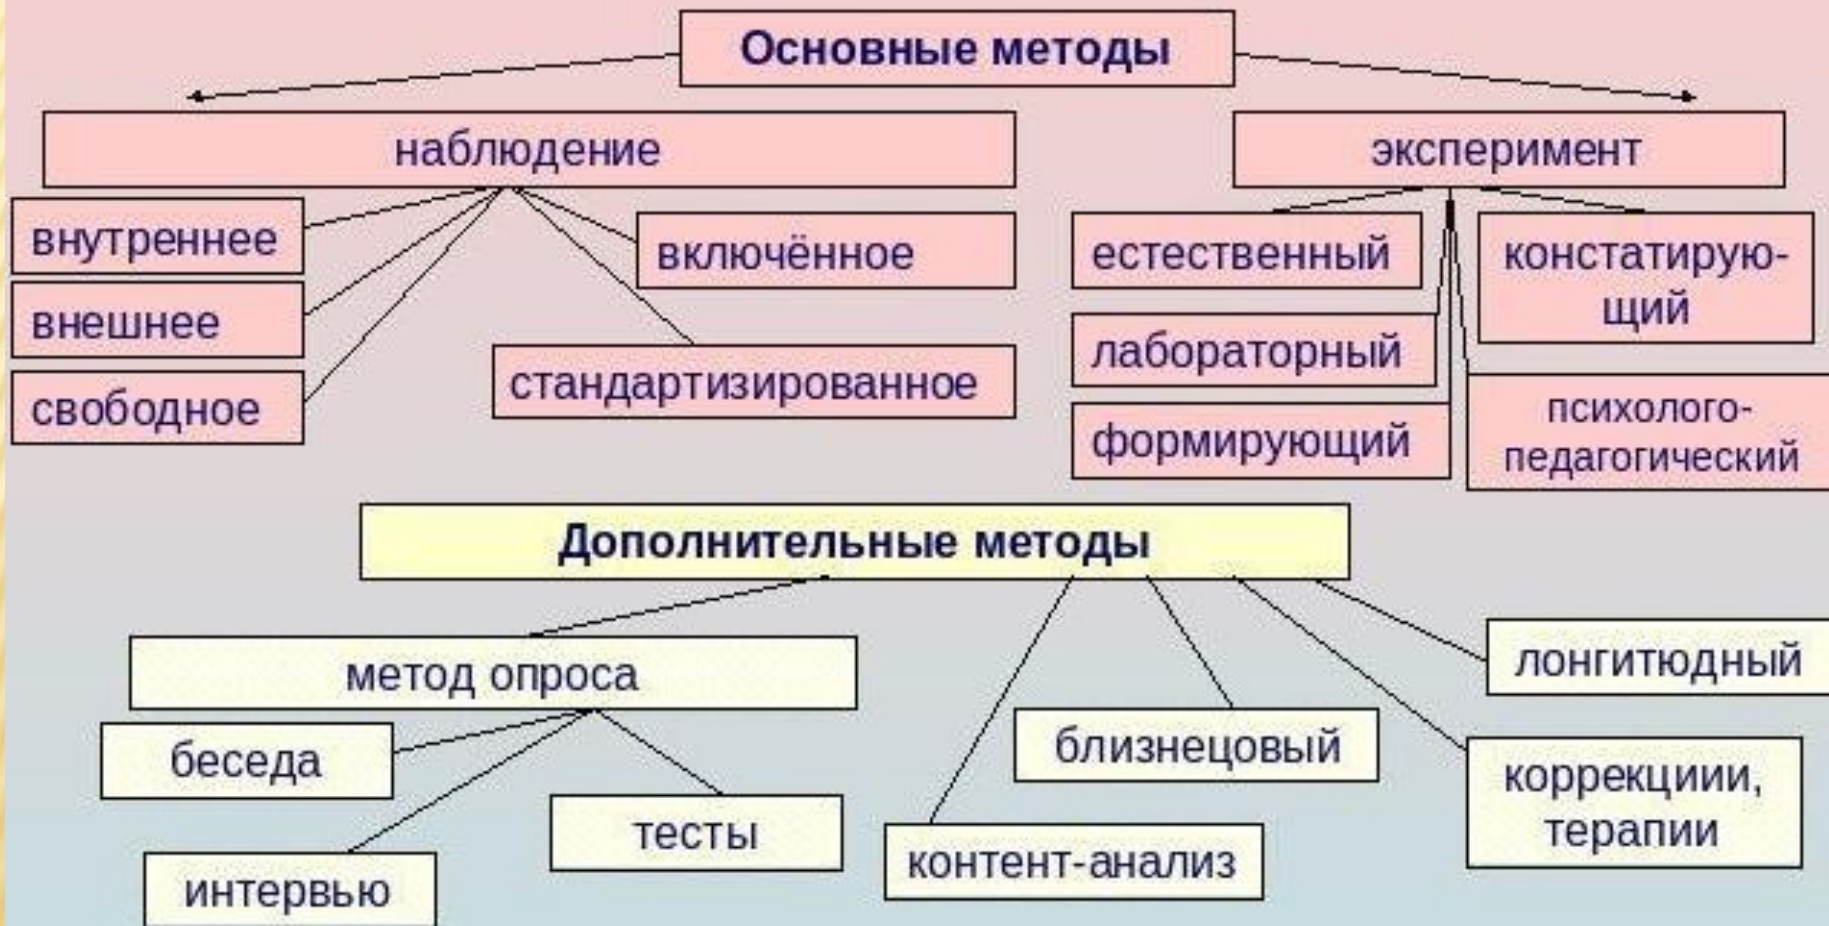 Основные методы
наблюдение
эксперимент
внутреннее
включённое
естественный
констатирую-
щий
внешнее
лабораторный
свободное
стандартизированное
формирующий
психолого-
педагогический
Дополнительные методы
метод опроса
лонгитюдный
беседа
близнецовый
коррекциии,
терапии
тесты
контент-анализ
интервью